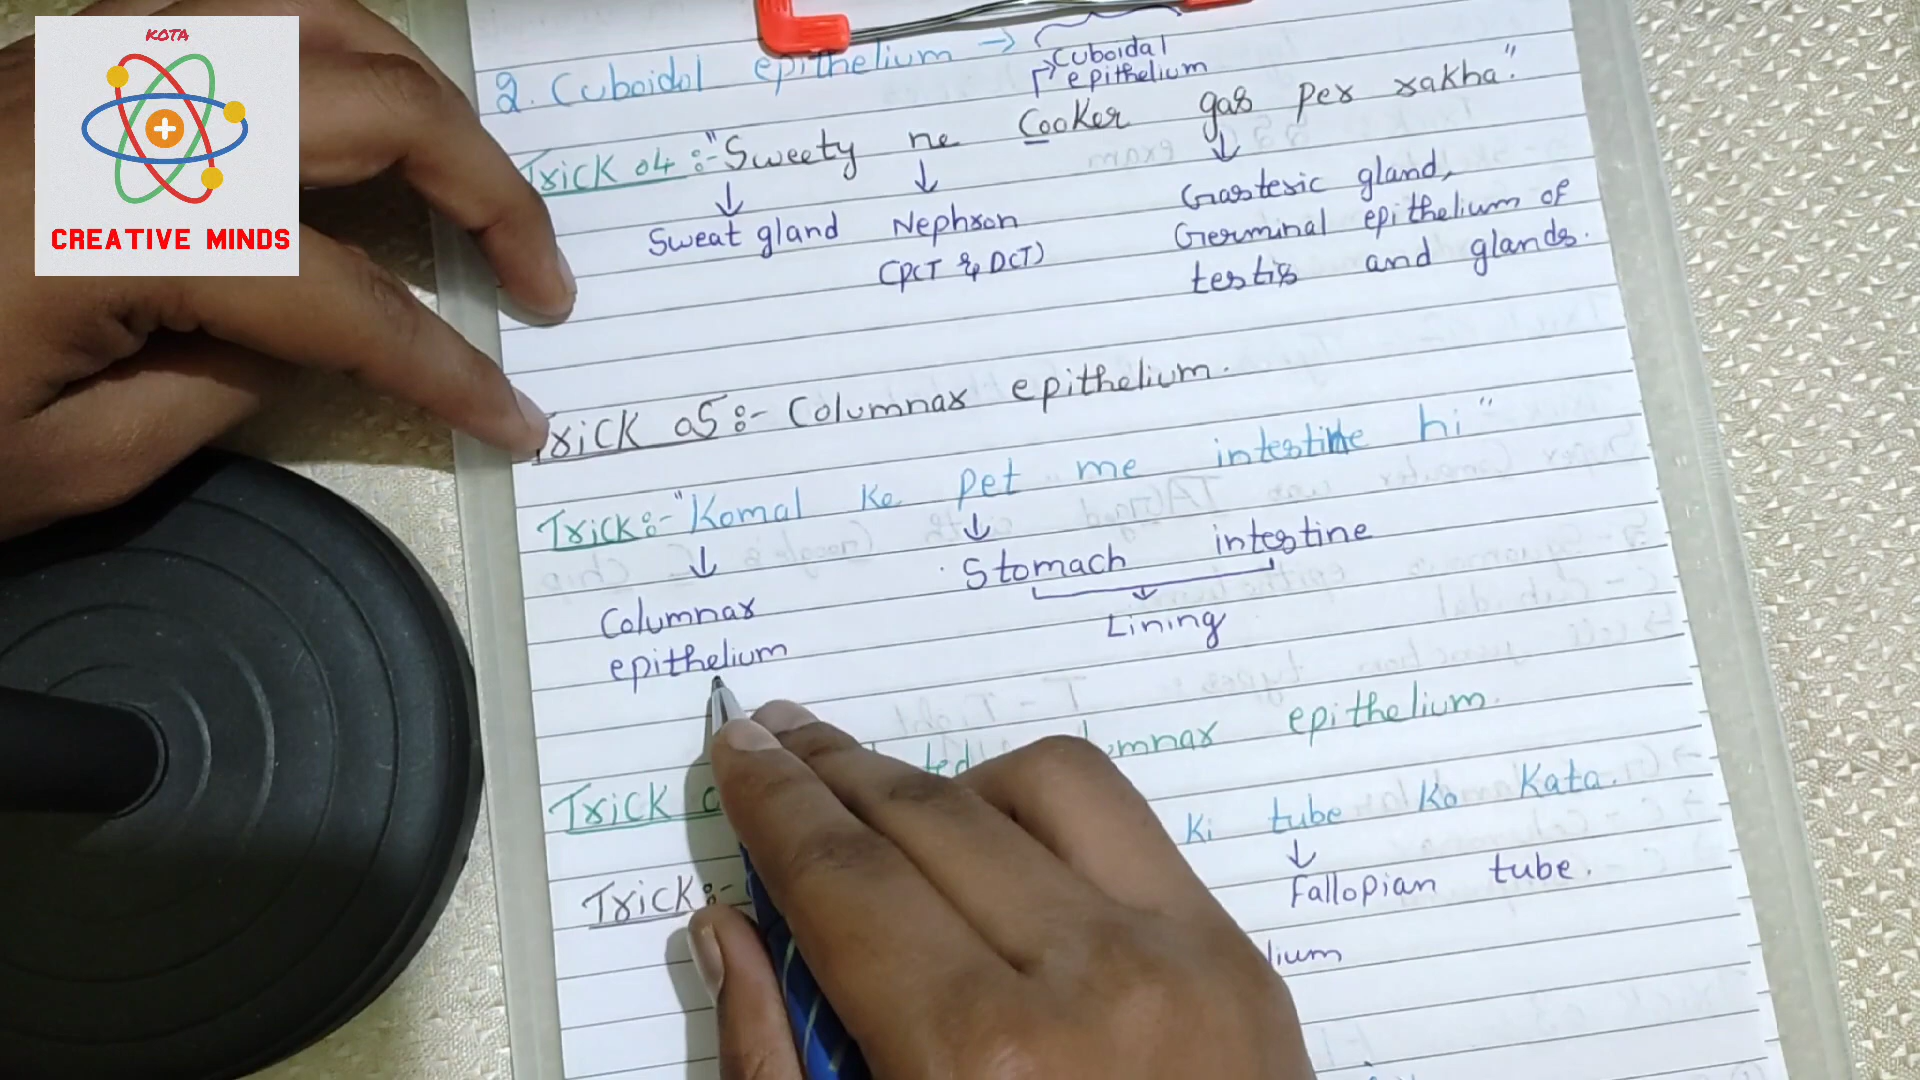 KOTA
CREATIVE MINDS
2. Cuboidal epithelium → Cuboidal
epithelium
Trick 04 :- "Sweety ne Cooker gas per rakha."
Sweat gland Nephron Gasteric gland,
(PCT & DCT) Germinal epithelium of
testis and glands.
Trick 05 :- Columnar epithelium.
Trick :- "Komal ke pet me intestine hi"
Columnar Stomach intestine
epithelium Lining
Trick epithelium.
Trick :- Ki tube Ko Kata.
Fallopian tube.